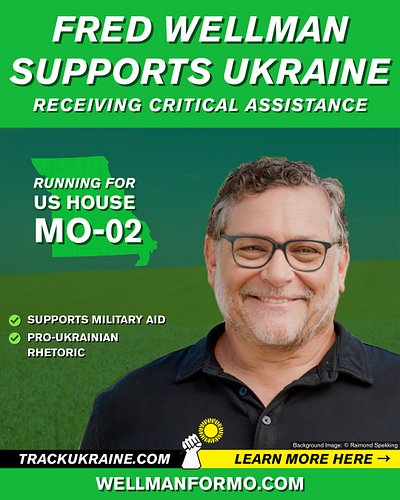 FRED WELLMAN
SUPPORTS UKRAINE
RECEIVING CRITICAL ASSISTANCE
RUNNING FOR
US HOUSE
MO-02
SUPPORTS MILITARY AID
PRO-UKRAINIAN
RHETORIC
Background Image: © Raimond Spekking
TRACKUKRAINE.COM
LEARN MORE HERE →
WELLMANFORMO.COM